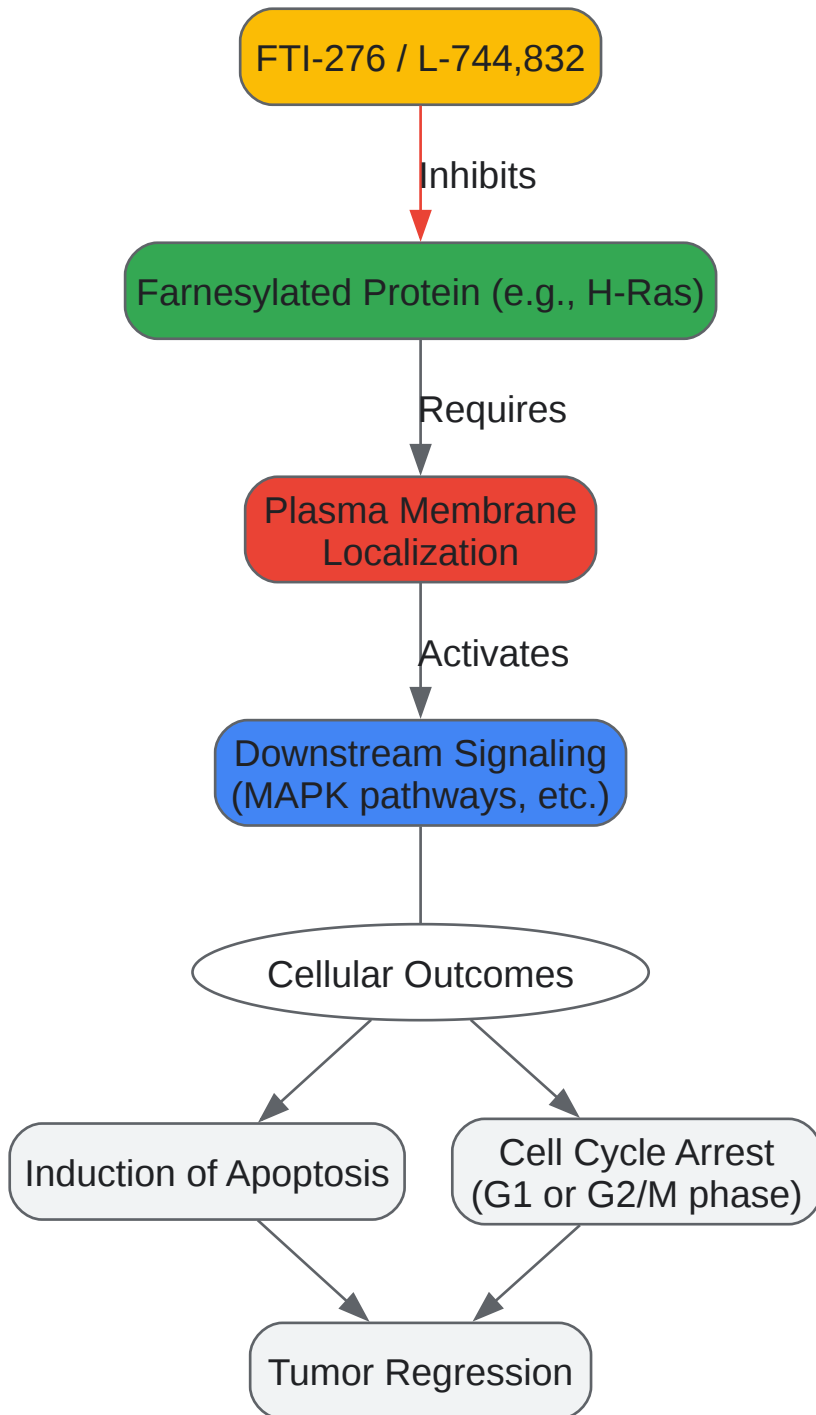 FTI-276 / L-744,832
Inhibits
Farnesylated Protein (e.g., H-Ras)
Requires
Plasma Membrane
Localization
Activates
Downstream Signaling
(MAPK pathways, etc.)
Cellular Outcomes
Induction of Apoptosis
Cell Cycle Arrest
(G1 or G2/M phase)
Tumor Regression